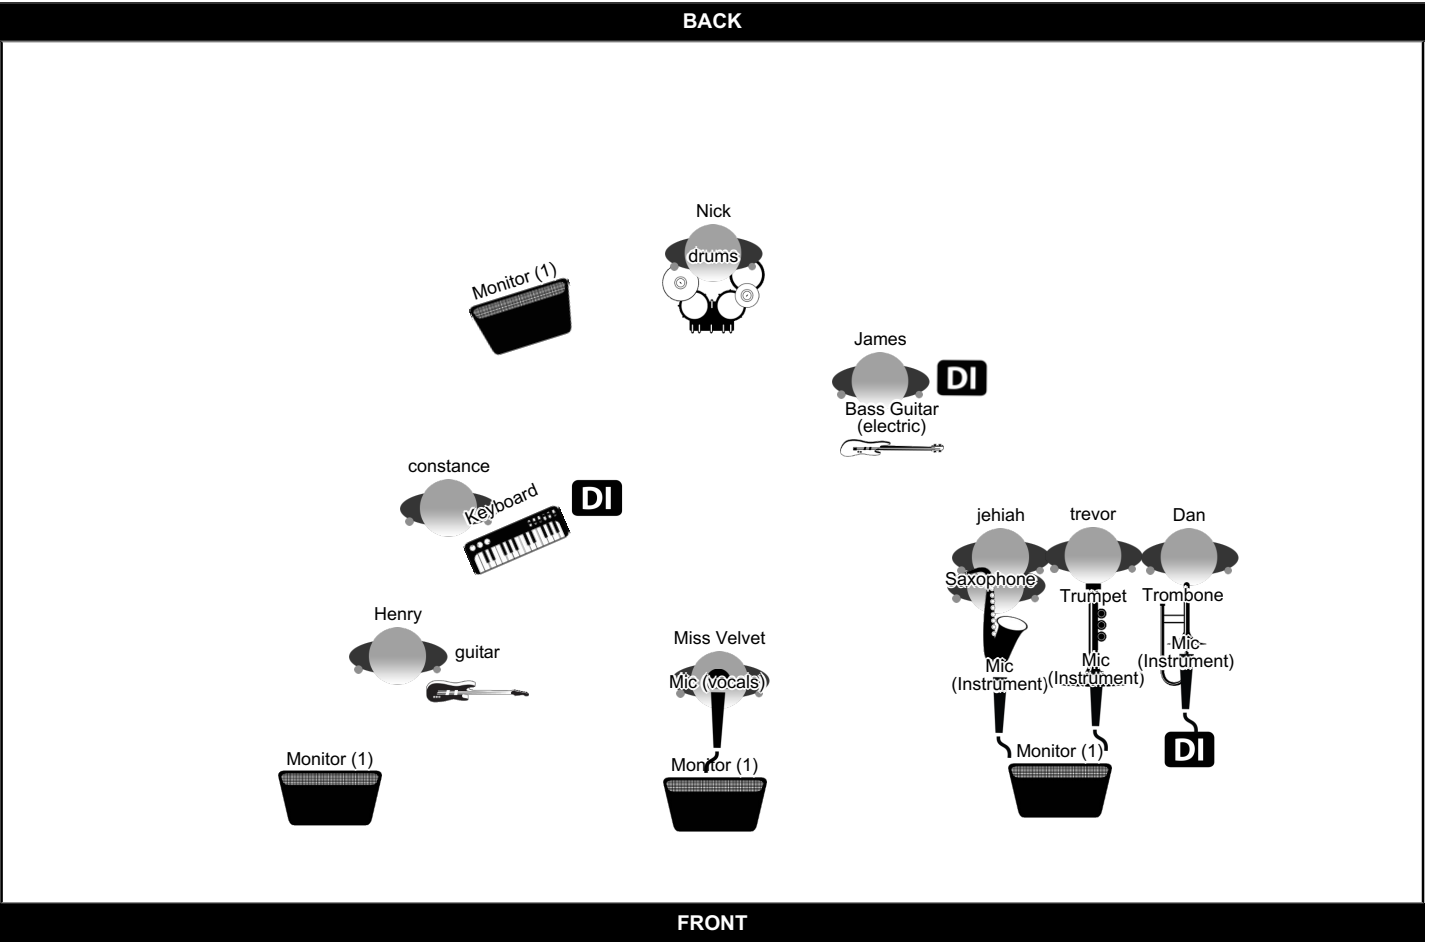 BACK
Nick
drums
Monitor (1)
James
DI
Bass Guitar
(electric)
constance
Keyboard
DI
jehiah
trevor
Dan
Saxophone
Trumpet
Trombone
Henry
guitar
Miss Velvet
Mic (vocals)
Mic
(Instrument)
Mic
(Instrument)
Mic
(Instrument)
Monitor (1)
Monitor (1)
Monitor (1)
DI
FRONT